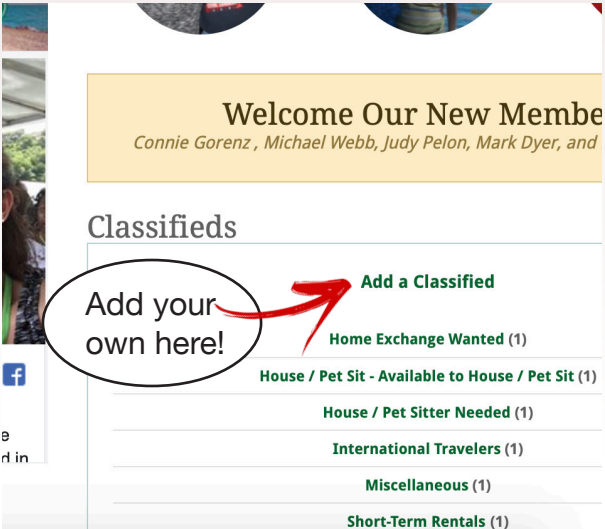 Welcome Our New Membe
Connie Gorenz , Michael Webb, Judy Pelon, Mark Dyer, and
Classifieds
Add a Classified
Add your
own here!
Home Exchange Wanted (1)
House / Pet Sit - Available to House / Pet Sit (1)
House / Pet Sitter Needed (1)
International Travelers (1)
Miscellaneous (1)
Short-Term Rentals (1)
f
e
d in